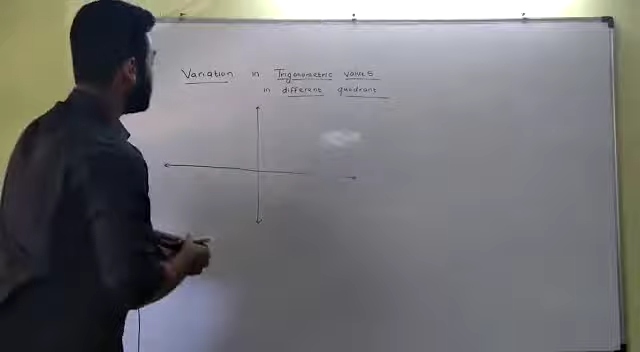 Variation in Trigonometric values
in different quadrant